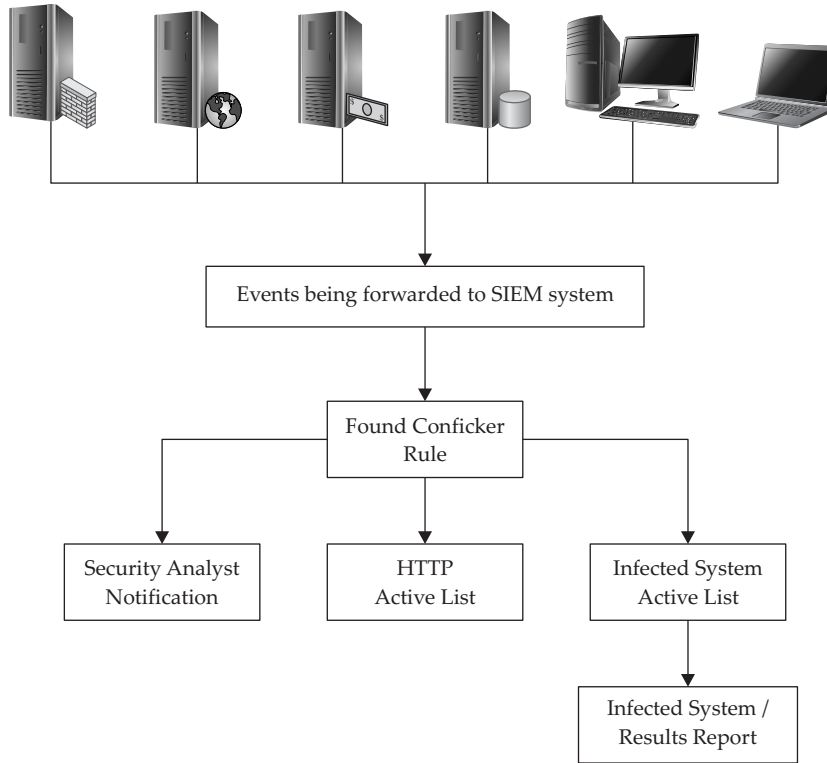 Events being forwarded to SIEM system
Found Conficker
Rule
Security Analyst
Notification
HTTP
Active List
Infected System
Active List
Infected System /
Results Report